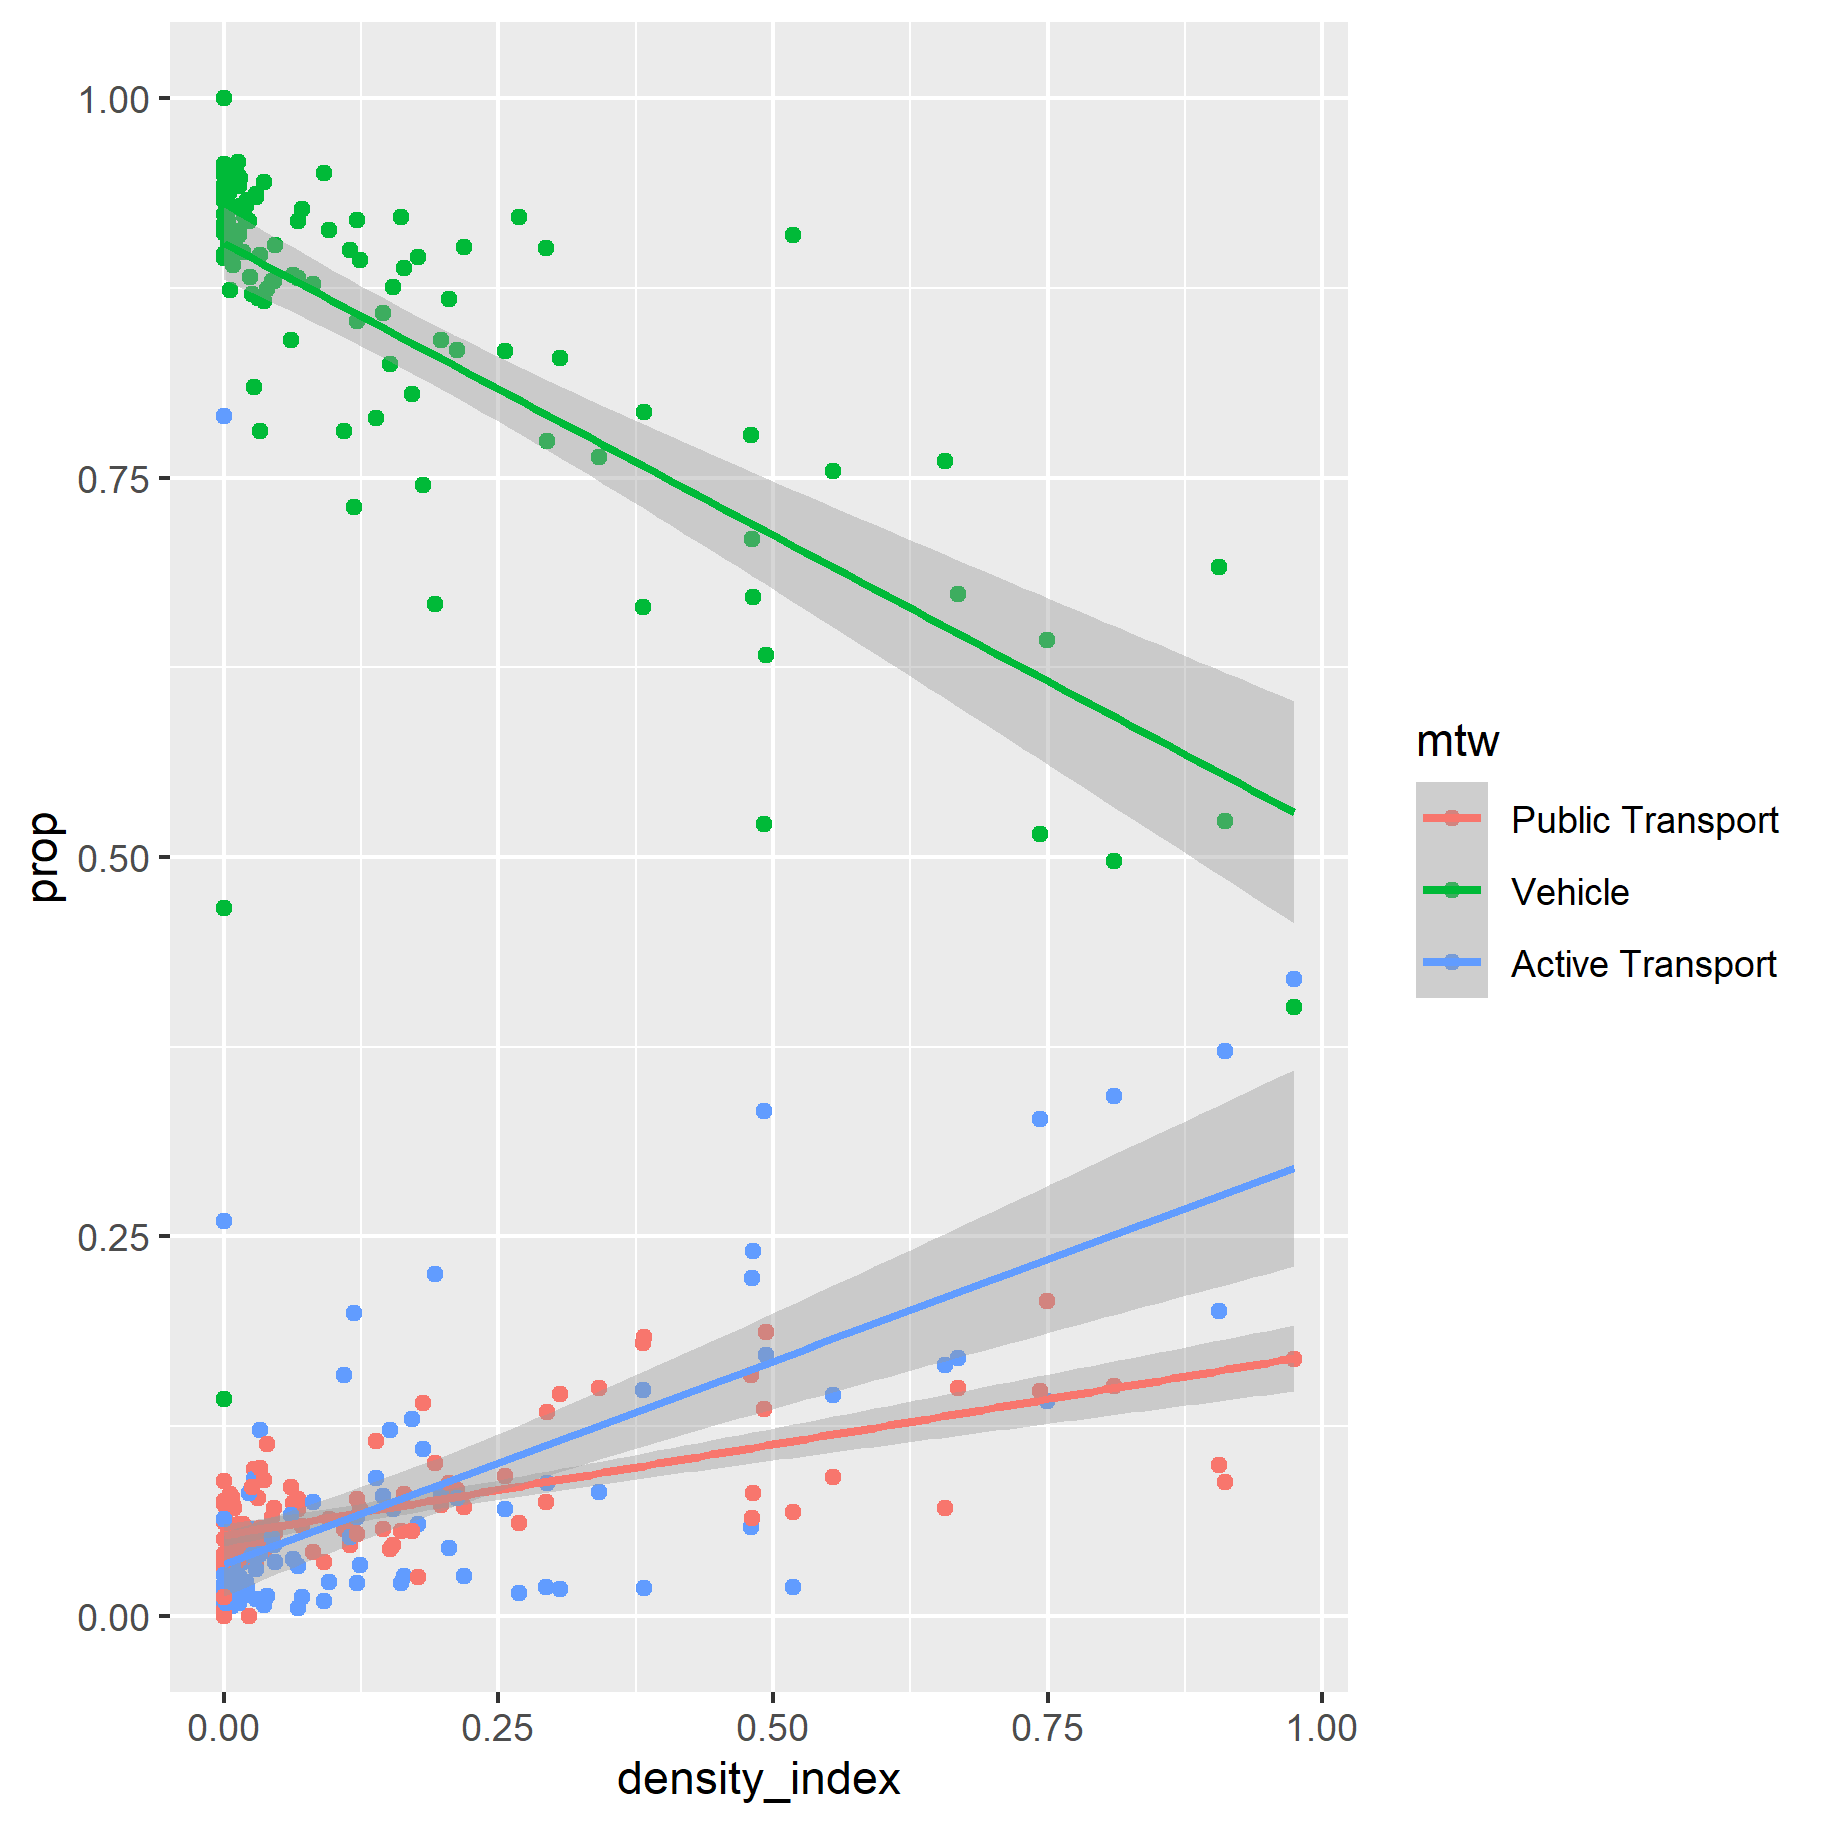 1.00
0.75
0.50
0.25
0.00
prop
0.00 0.25 0.50 0.75 1.00
density_index
mtw
Public Transport
Vehicle
Active Transport